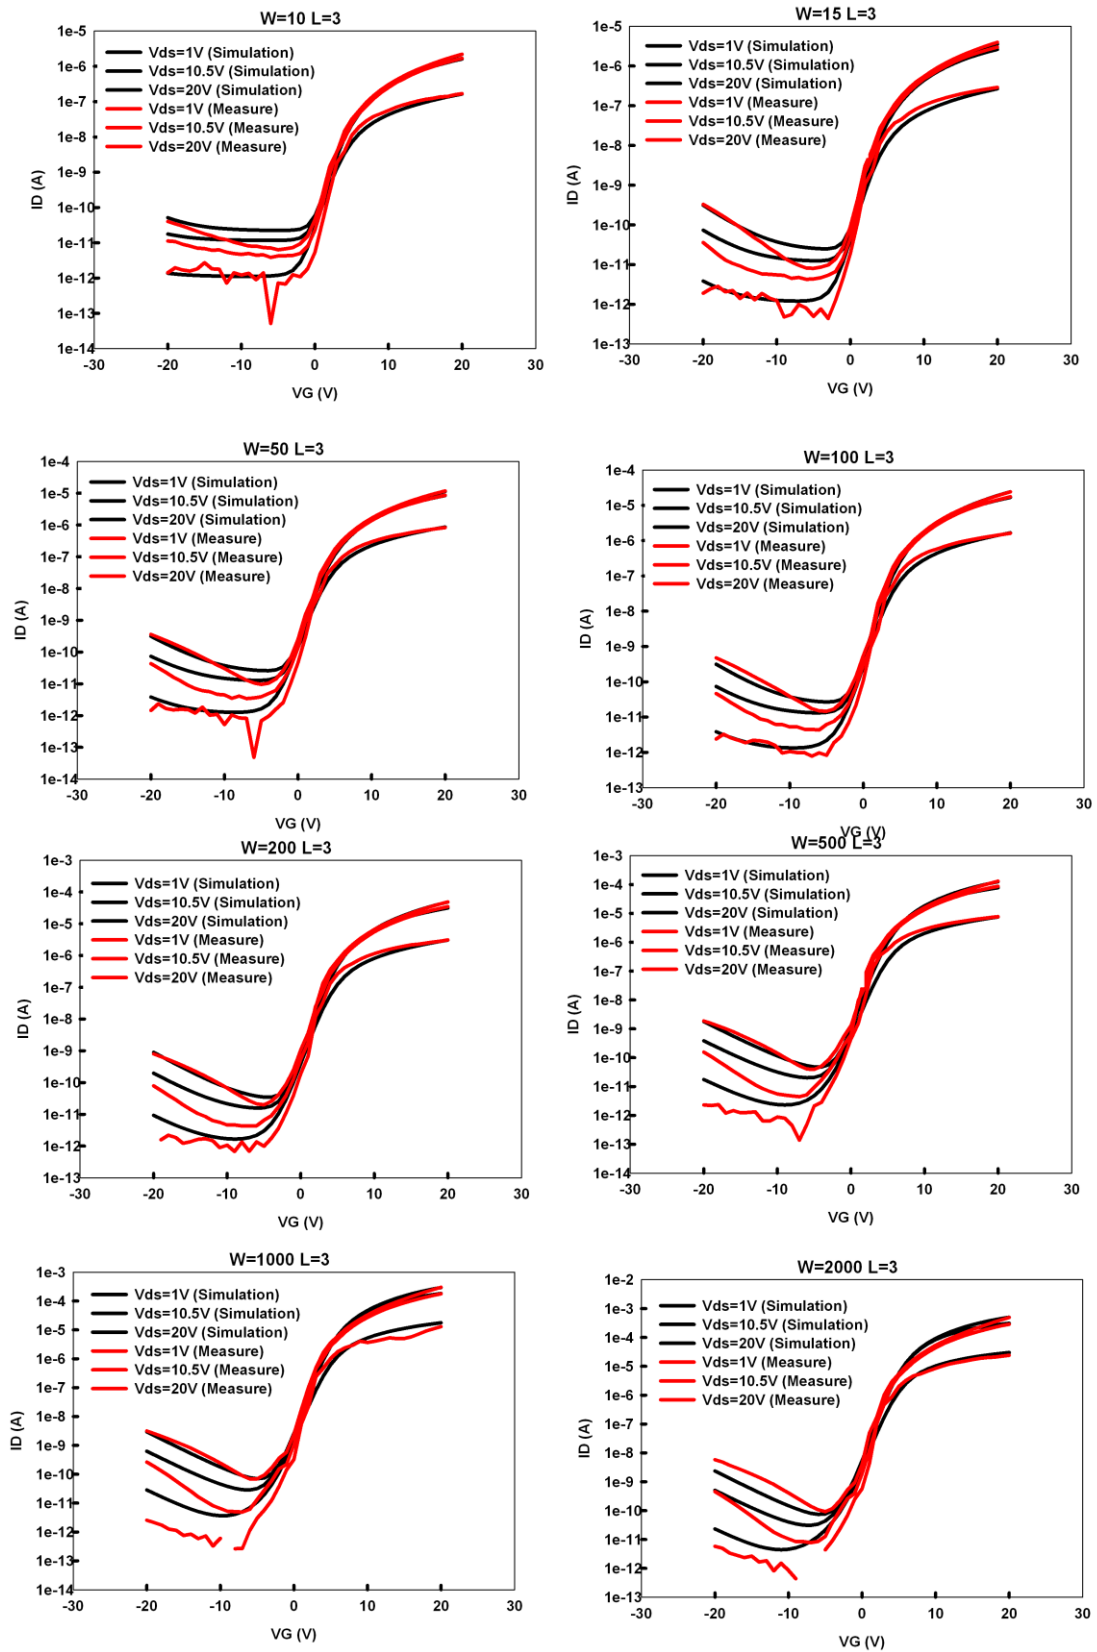 W=10 L=3
1e-5
1e-6
1e-7
1e-8
1e-9
1e-10
1e-11
1e-12
1e-13
1e-14
ID (A)
Vds=1V (Simulation)
Vds=10.5V (Simulation)
Vds=20V (Simulation)
Vds=1V (Measure)
Vds=10.5V (Measure)
Vds=20V (Measure)
-30 -20 -10 0 10 20 30
VG (V)
W=15 L=3
1e-5
1e-6
1e-7
1e-8
1e-9
1e-10
1e-11
1e-12
1e-13
ID (A)
Vds=1V (Simulation)
Vds=10.5V (Simulation)
Vds=20V (Simulation)
Vds=1V (Measure)
Vds=10.5V (Measure)
Vds=20V (Measure)
-30 -20 -10 0 10 20 30
VG (V)
W=50 L=3
1e-4
1e-5
1e-6
1e-7
1e-8
1e-9
1e-10
1e-11
1e-12
1e-13
1e-14
ID (A)
Vds=1V (Simulation)
Vds=10.5V (Simulation)
Vds=20V (Simulation)
Vds=1V (Measure)
Vds=10.5V (Measure)
Vds=20V (Measure)
-30 -20 -10 0 10 20 30
VG (V)
W=100 L=3
1e-4
1e-5
1e-6
1e-7
1e-8
1e-9
1e-10
1e-11
1e-12
1e-13
ID (A)
Vds=1V (Simulation)
Vds=10.5V (Simulation)
Vds=20V (Simulation)
Vds=1V (Measure)
Vds=10.5V (Measure)
Vds=20V (Measure)
-30 -20 -10 0 10 20 30
VG (V)
W=200 L=3
1e-3
1e-4
1e-5
1e-6
1e-7
1e-8
1e-9
1e-10
1e-11
1e-12
1e-13
ID (A)
Vds=1V (Simulation)
Vds=10.5V (Simulation)
Vds=20V (Simulation)
Vds=1V (Measure)
Vds=10.5V (Measure)
Vds=20V (Measure)
-30 -20 -10 0 10 20 30
VG (V)
W=500 L=3
1e-3
1e-4
1e-5
1e-6
1e-7
1e-8
1e-9
1e-10
1e-11
1e-12
1e-13
1e-14
ID (A)
Vds=1V (Simulation)
Vds=10.5V (Simulation)
Vds=20V (Simulation)
Vds=1V (Measure)
Vds=10.5V (Measure)
Vds=20V (Measure)
-30 -20 -10 0 10 20 30
VG (V)
W=1000 L=3
1e-3
1e-4
1e-5
1e-6
1e-7
1e-8
1e-9
1e-10
1e-11
1e-12
1e-13
1e-14
ID (A)
Vds=1V (Simulation)
Vds=10.5V (Simulation)
Vds=20V (Simulation)
Vds=1V (Measure)
Vds=10.5V (Measure)
Vds=20V (Measure)
-30 -20 -10 0 10 20 30
VG (V)
W=2000 L=3
1e-2
1e-3
1e-4
1e-5
1e-6
1e-7
1e-8
1e-9
1e-10
1e-11
1e-12
1e-13
ID (A)
Vds=1V (Simulation)
Vds=10.5V (Simulation)
Vds=20V (Simulation)
Vds=1V (Measure)
Vds=10.5V (Measure)
Vds=20V (Measure)
-30 -20 -10 0 10 20 30
VG (V)